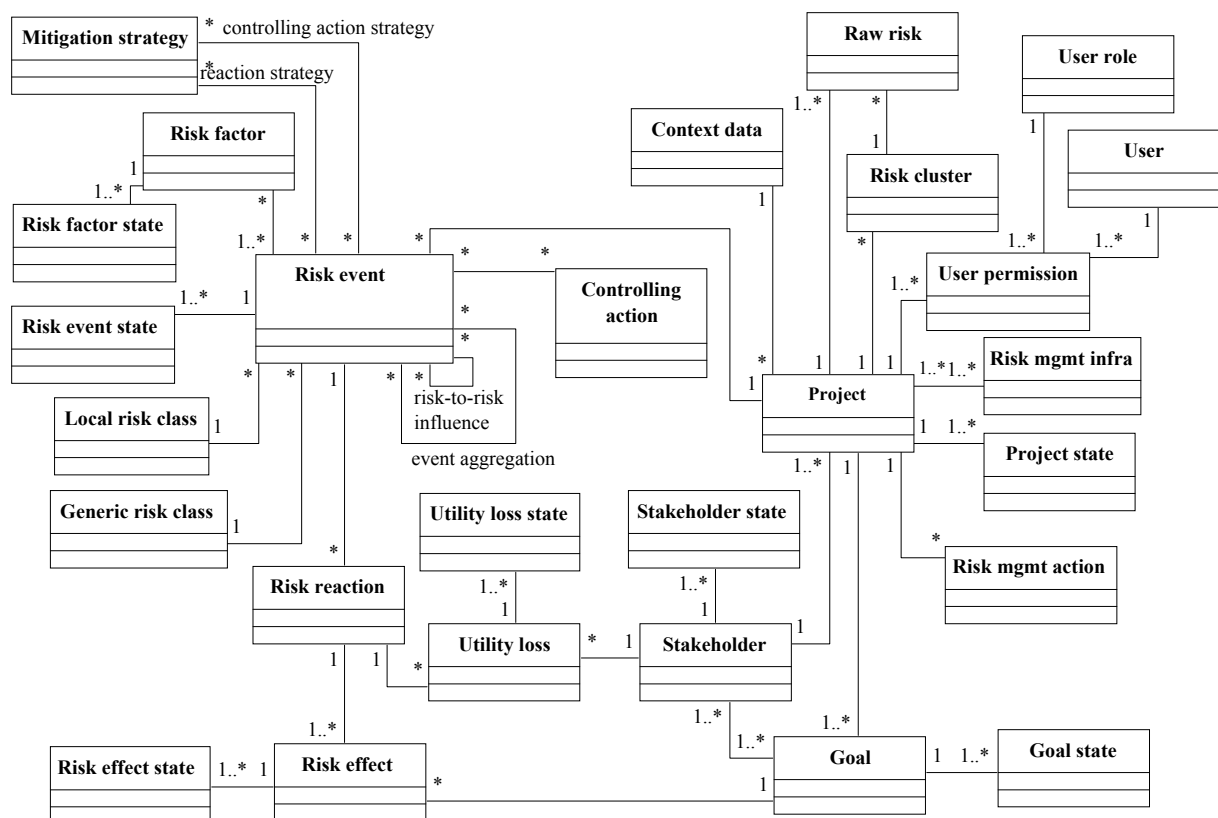 *
controlling action strategy
Mitigation strategy
*
reaction strategy
Raw risk
User role
1..*
*
1
Risk factor
Context data
User
1
1
1..*
*
Risk cluster
1
1
Risk factor state
1..*
*
*
*
*
*
1..*
1..*
Risk event
*
*
User permission
1..*
1
Controlling
action
*
1..*
Risk event state
*
*
1
1
1
1..*
1..*
Risk mgmt infra
*
*
1
*
*
1
Project
risk-to-risk
influence
Local risk class
1
1
1..*
event aggregation
1..*
1
1
Project state
Generic risk class
1
Utility loss state
Stakeholder state
*
*
Risk mgmt action
Risk reaction
1..*
1..*
1
1
1
Utility loss
*
1
Stakeholder
1
1
*
1..*
1..*
1..*
1..*
Risk effect state
1..*
1
Risk effect
*
1
Goal
1
1..*
Goal state